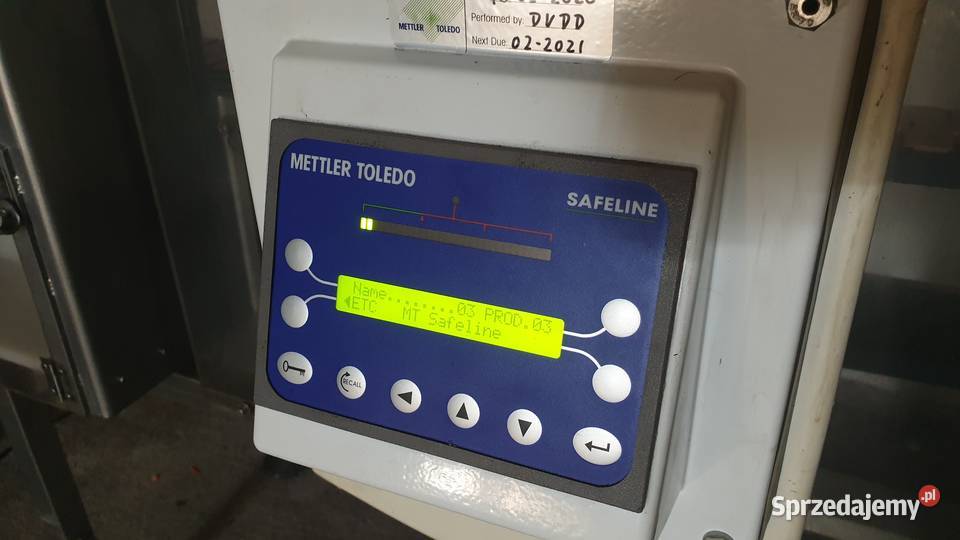 METTLER TOLEDO
Performed by: DVDD
Next Due: 02-2021
METTLER TOLEDO
SAFELINE
Name........03 PROD.03
ETC MT Safeline
RECALL
Sprzedajemy.pl